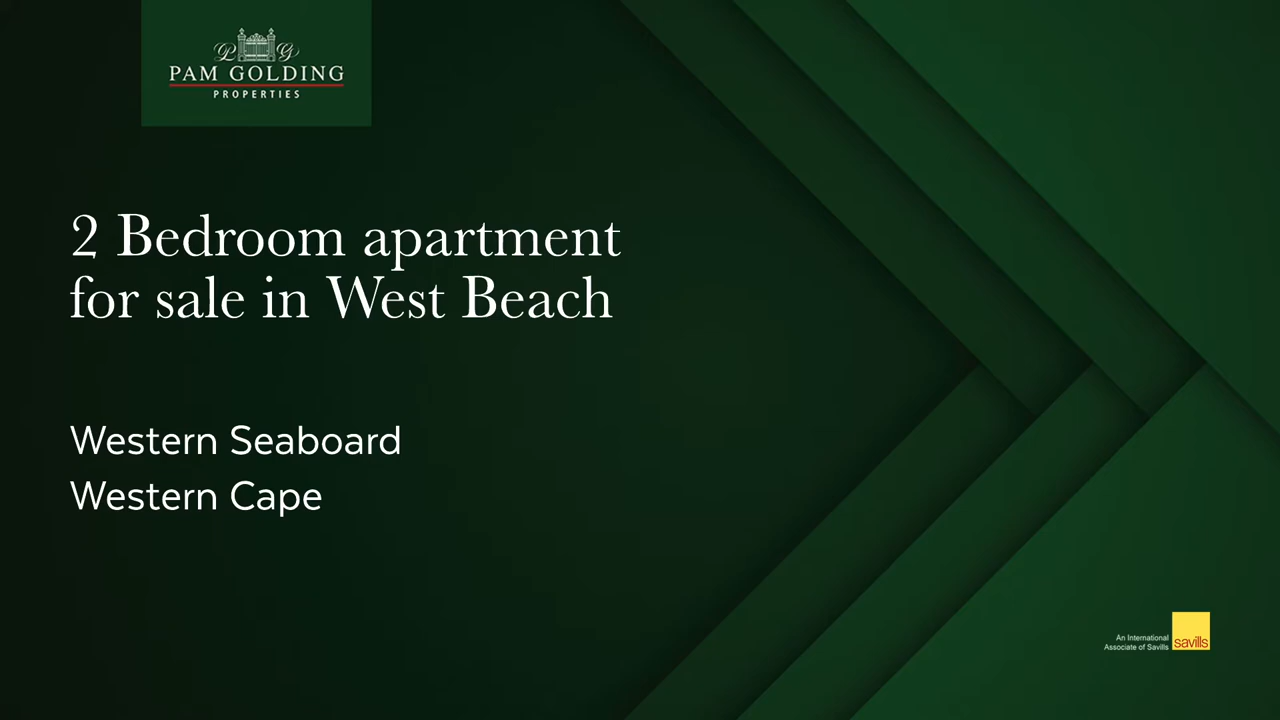 PG
PAM GOLDING
PROPERTIES
2 Bedroom apartment
for sale in West Beach
Western Seaboard
Western Cape
An International
Associate of Savills
savills